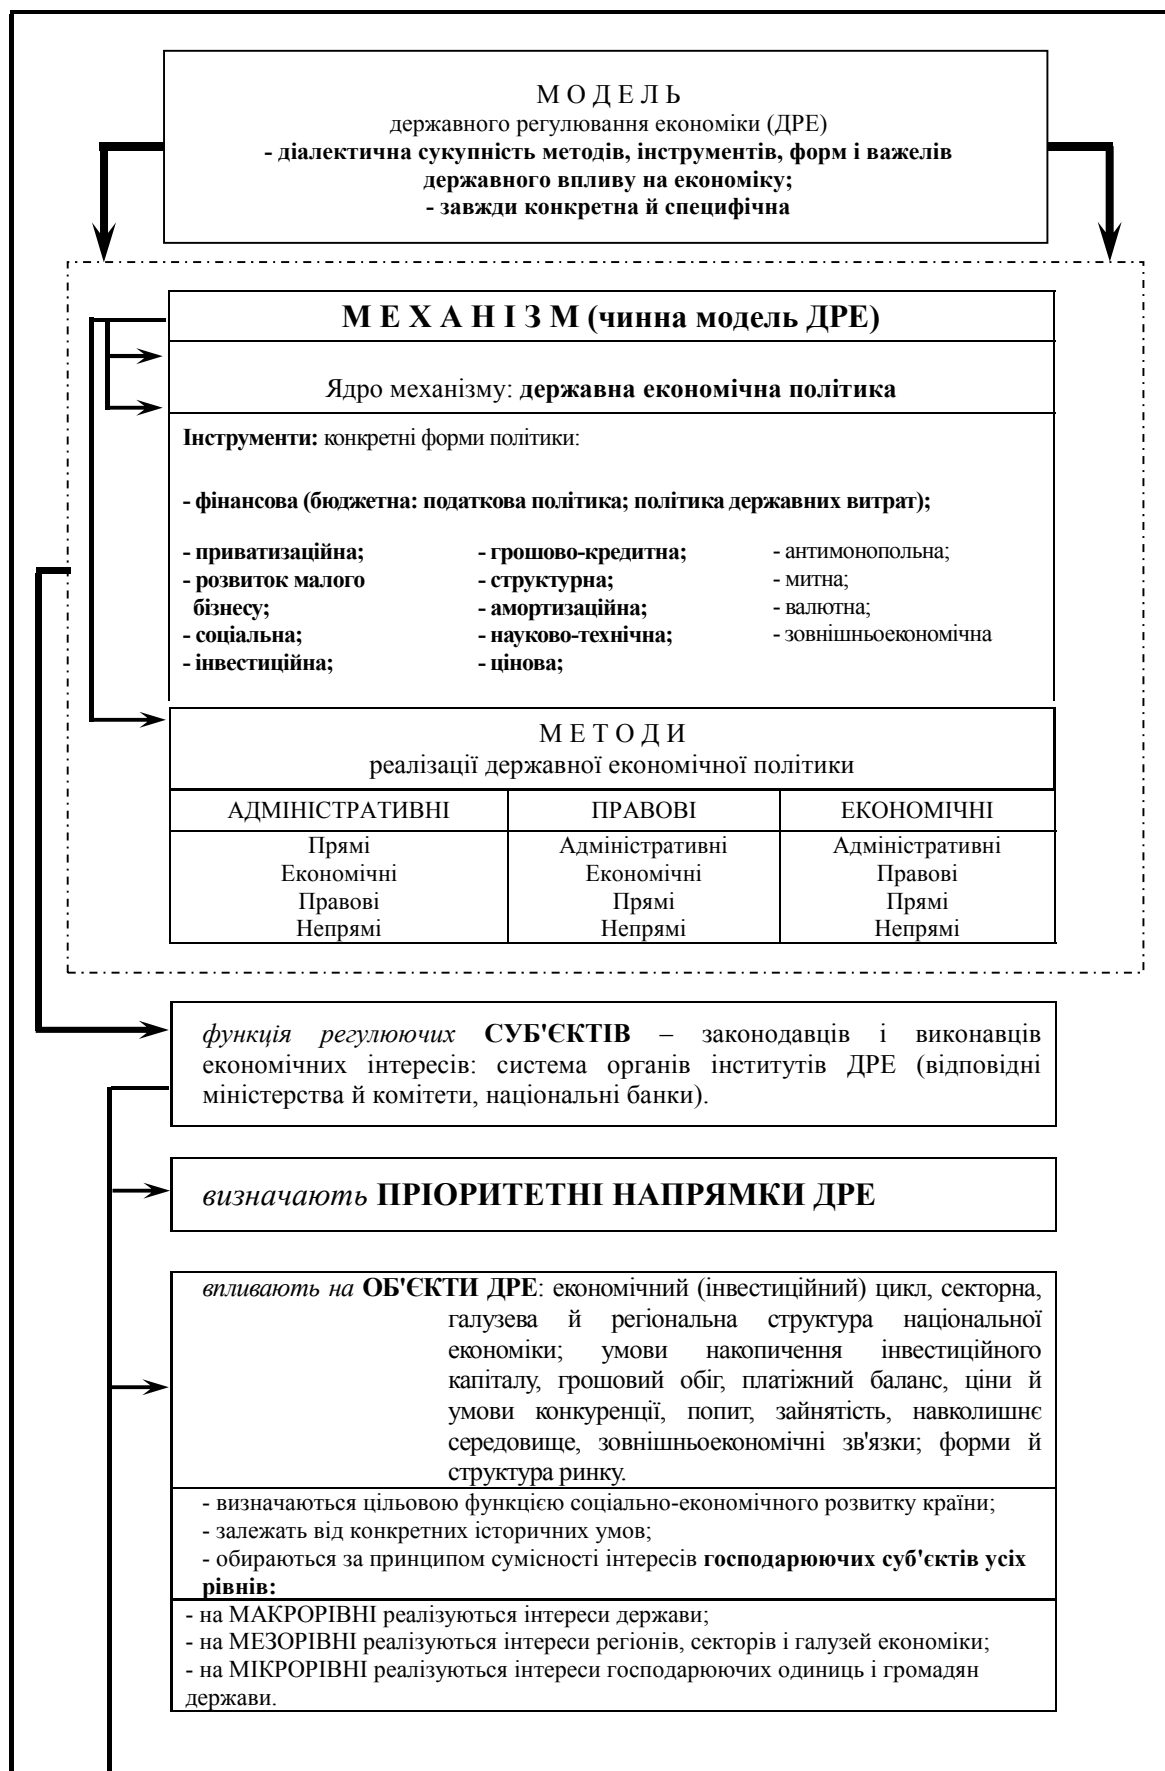 М О Д Е Л Ь
державного регулювання економіки (ДРЕ)
- діалектична сукупність методів, інструментів, форм і важелів
державного впливу на економіку;
- завжди конкретна й специфічна
М Е Х А Н І З М (чинна модель ДРЕ)
Ядро механізму: державна економічна політика
Інструменти: конкретні форми політики:
- фінансова (бюджетна: податкова політика; політика державних витрат);
- приватизаційна;
- розвиток малого
бізнесу;
- соціальна;
- інвестиційна;
- грошово-кредитна;
- структурна;
- амортизаційна;
- науково-технічна;
- цінова;
- антимонопольна;
- митна;
- валютна;
- зовнішньоекономічна
М Е Т О Д И
реалізації державної економічної політики
АДМІНІСТРАТИВНІ
ПРАВОВІ
ЕКОНОМІЧНІ
Прямі
Економічні
Правові
Непрямі
Адміністративні
Економічні
Прямі
Непрямі
Адміністративні
Правові
Прямі
Непрямі
функція регулюючих СУБ'ЄКТІВ – законодавців і виконавців
економічних інтересів: система органів інститутів ДРЕ (відповідні
міністерства й комітети, національні банки).
визначають ПРІОРИТЕТНІ НАПРЯМКИ ДРЕ
впливають на ОБ'ЄКТИ ДРЕ: економічний (інвестиційний) цикл, секторна,
галузева й регіональна структура національної
економіки; умови накопичення інвестиційного
капіталу, грошовий обіг, платіжний баланс, ціни й
умови конкуренції, попит, зайнятість, навколишнє
середовище, зовнішньоекономічні зв'язки; форми й
структура ринку.
- визначаються цільовою функцією соціально-економічного розвитку країни;
- залежать від конкретних історичних умов;
- обираються за принципом сумісності інтересів господарюючих суб'єктів усіх
рівнів:
- на МАКРОРІВНІ реалізуються інтереси держави;
- на МЕЗОРІВНІ реалізуються інтереси регіонів, секторів і галузей економіки;
- на МІКРОРІВНІ реалізуються інтереси господарюючих одиниць і громадян
держави.